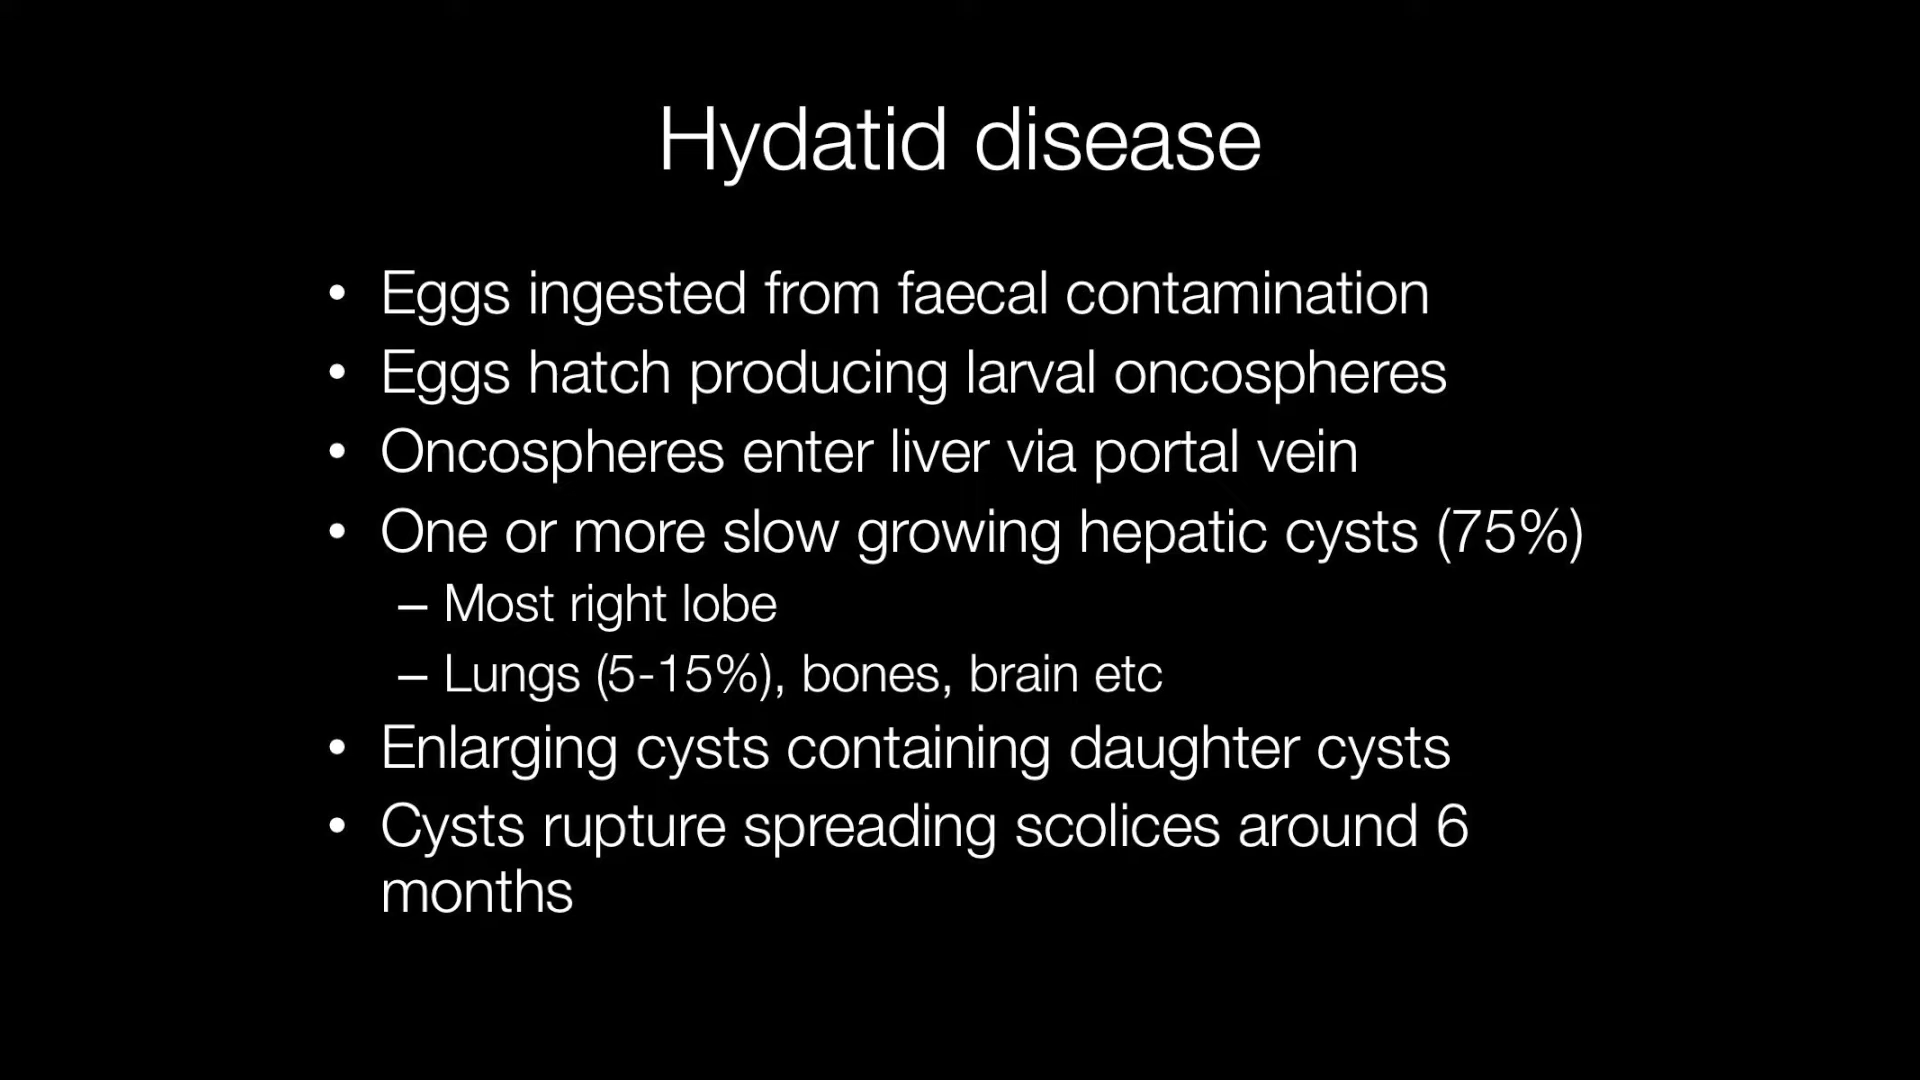 Hydatid disease
• Eggs ingested from faecal contamination
• Eggs hatch producing larval oncospheres
• Oncospheres enter liver via portal vein
• One or more slow growing hepatic cysts (75%)
– Most right lobe
– Lungs (5-15%), bones, brain etc
• Enlarging cysts containing daughter cysts
• Cysts rupture spreading scolices around 6
months